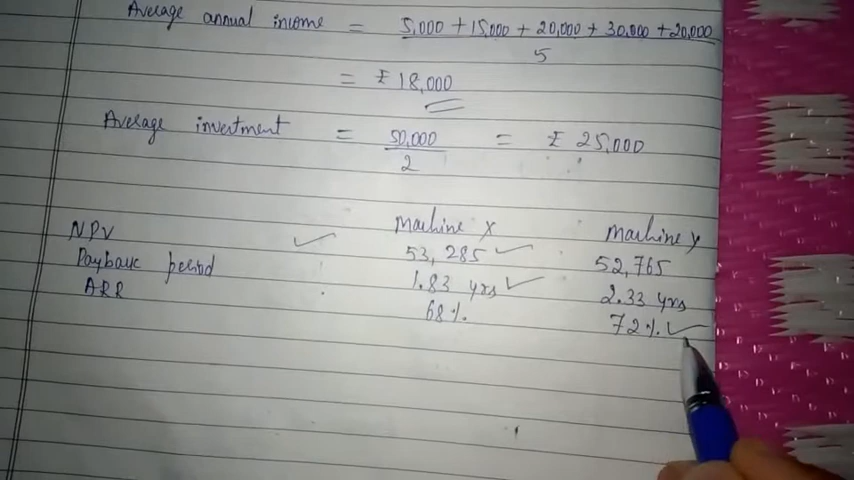 Average annual income = 5,000 + 15,000 + 20,000 + 30,000 + 20,000
5
= ₹ 18,000
Average investment = 50,000 = ₹ 25,000
2
Machine X Machine Y
NPV 53,285 52,765
Payback period 1.83 yrs 2.33 yrs
ARR 68% 72%